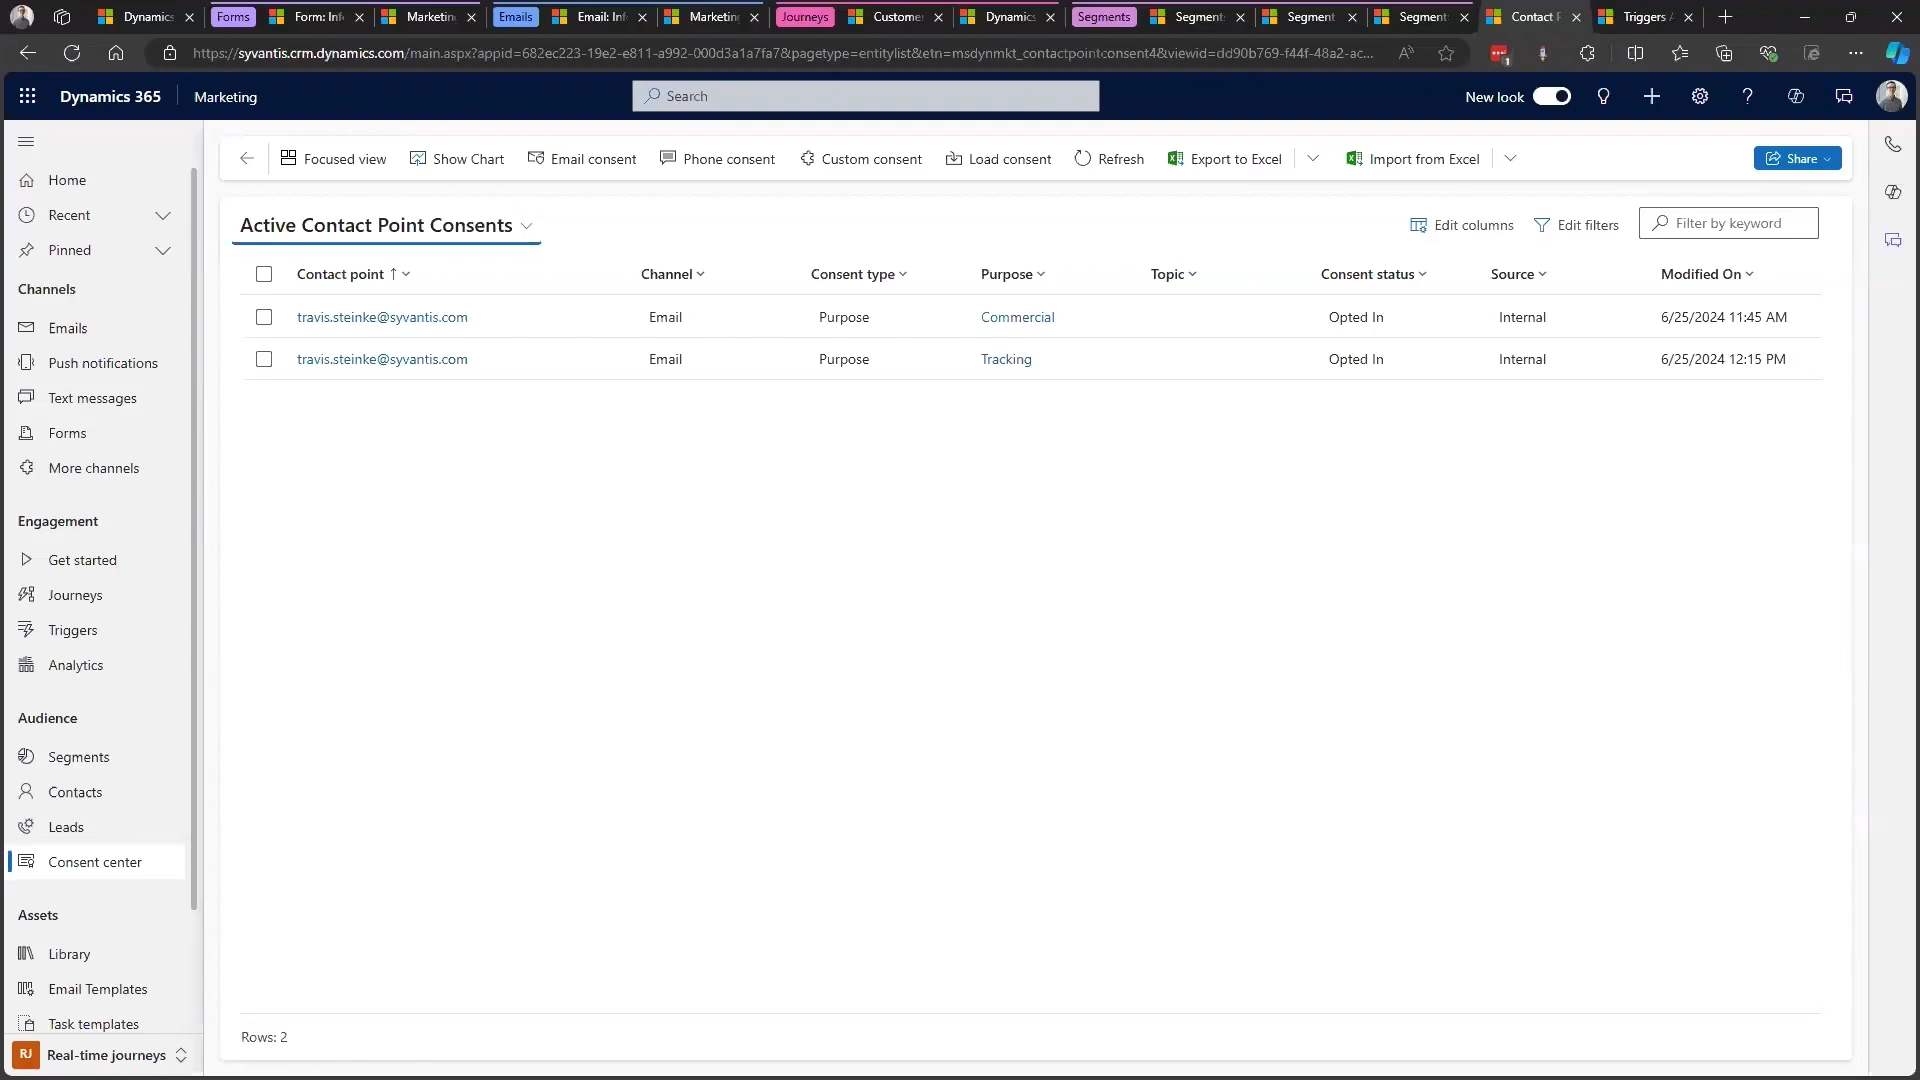 Dynamics
Forms
Form: Inf
Marketing
Emails
Email: Inf
Marketing
Journeys
Customer
Dynamics
Segments
Segment
Segment
Segment
Contact P
Triggers
https://syvantis.crm.dynamics.com/main.aspx?appid=682ec223-19e2-e811-a992-000d3a1a7fa7&pagetype=entitylist&etn=msdynmkt_contactpointconsent4&viewid=dd90b769-f44f-48a2-ac...
1
Dynamics 365
Marketing
Search
New look
Focused view
Show Chart
Email consent
Phone consent
Custom consent
Load consent
Refresh
Export to Excel
Import from Excel
Share
Home
Recent
Pinned
Channels
Emails
Push notifications
Text messages
Forms
More channels
Engagement
Get started
Journeys
Triggers
Analytics
Audience
Segments
Contacts
Leads
Consent center
Assets
Library
Email Templates
Task templates
RJ Real-time journeys
Active Contact Point Consents
Edit columns
Edit filters
Filter by keyword
Contact point ↑ Channel Consent type Purpose Topic Consent status Source Modified On
travis.steinke@syvantis.com Email Purpose Commercial Opted In Internal 6/25/2024 11:45 AM
travis.steinke@syvantis.com Email Purpose Tracking Opted In Internal 6/25/2024 12:15 PM
Rows: 2